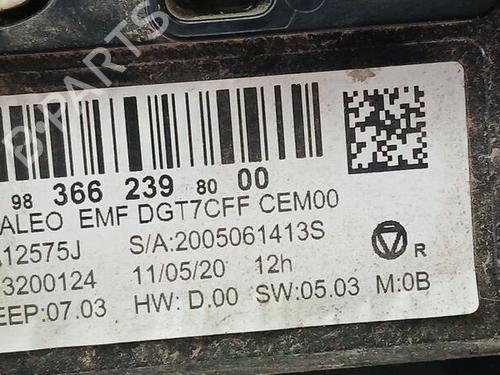 98 366 239 80 00
ALEO EMF DGT7CFF CEM00
12575J S/A:2005061413S
3200124 11/05/20 12h
EEP:07.03 HW: D.00 SW:05.03 M:0B
R
B-PARTS